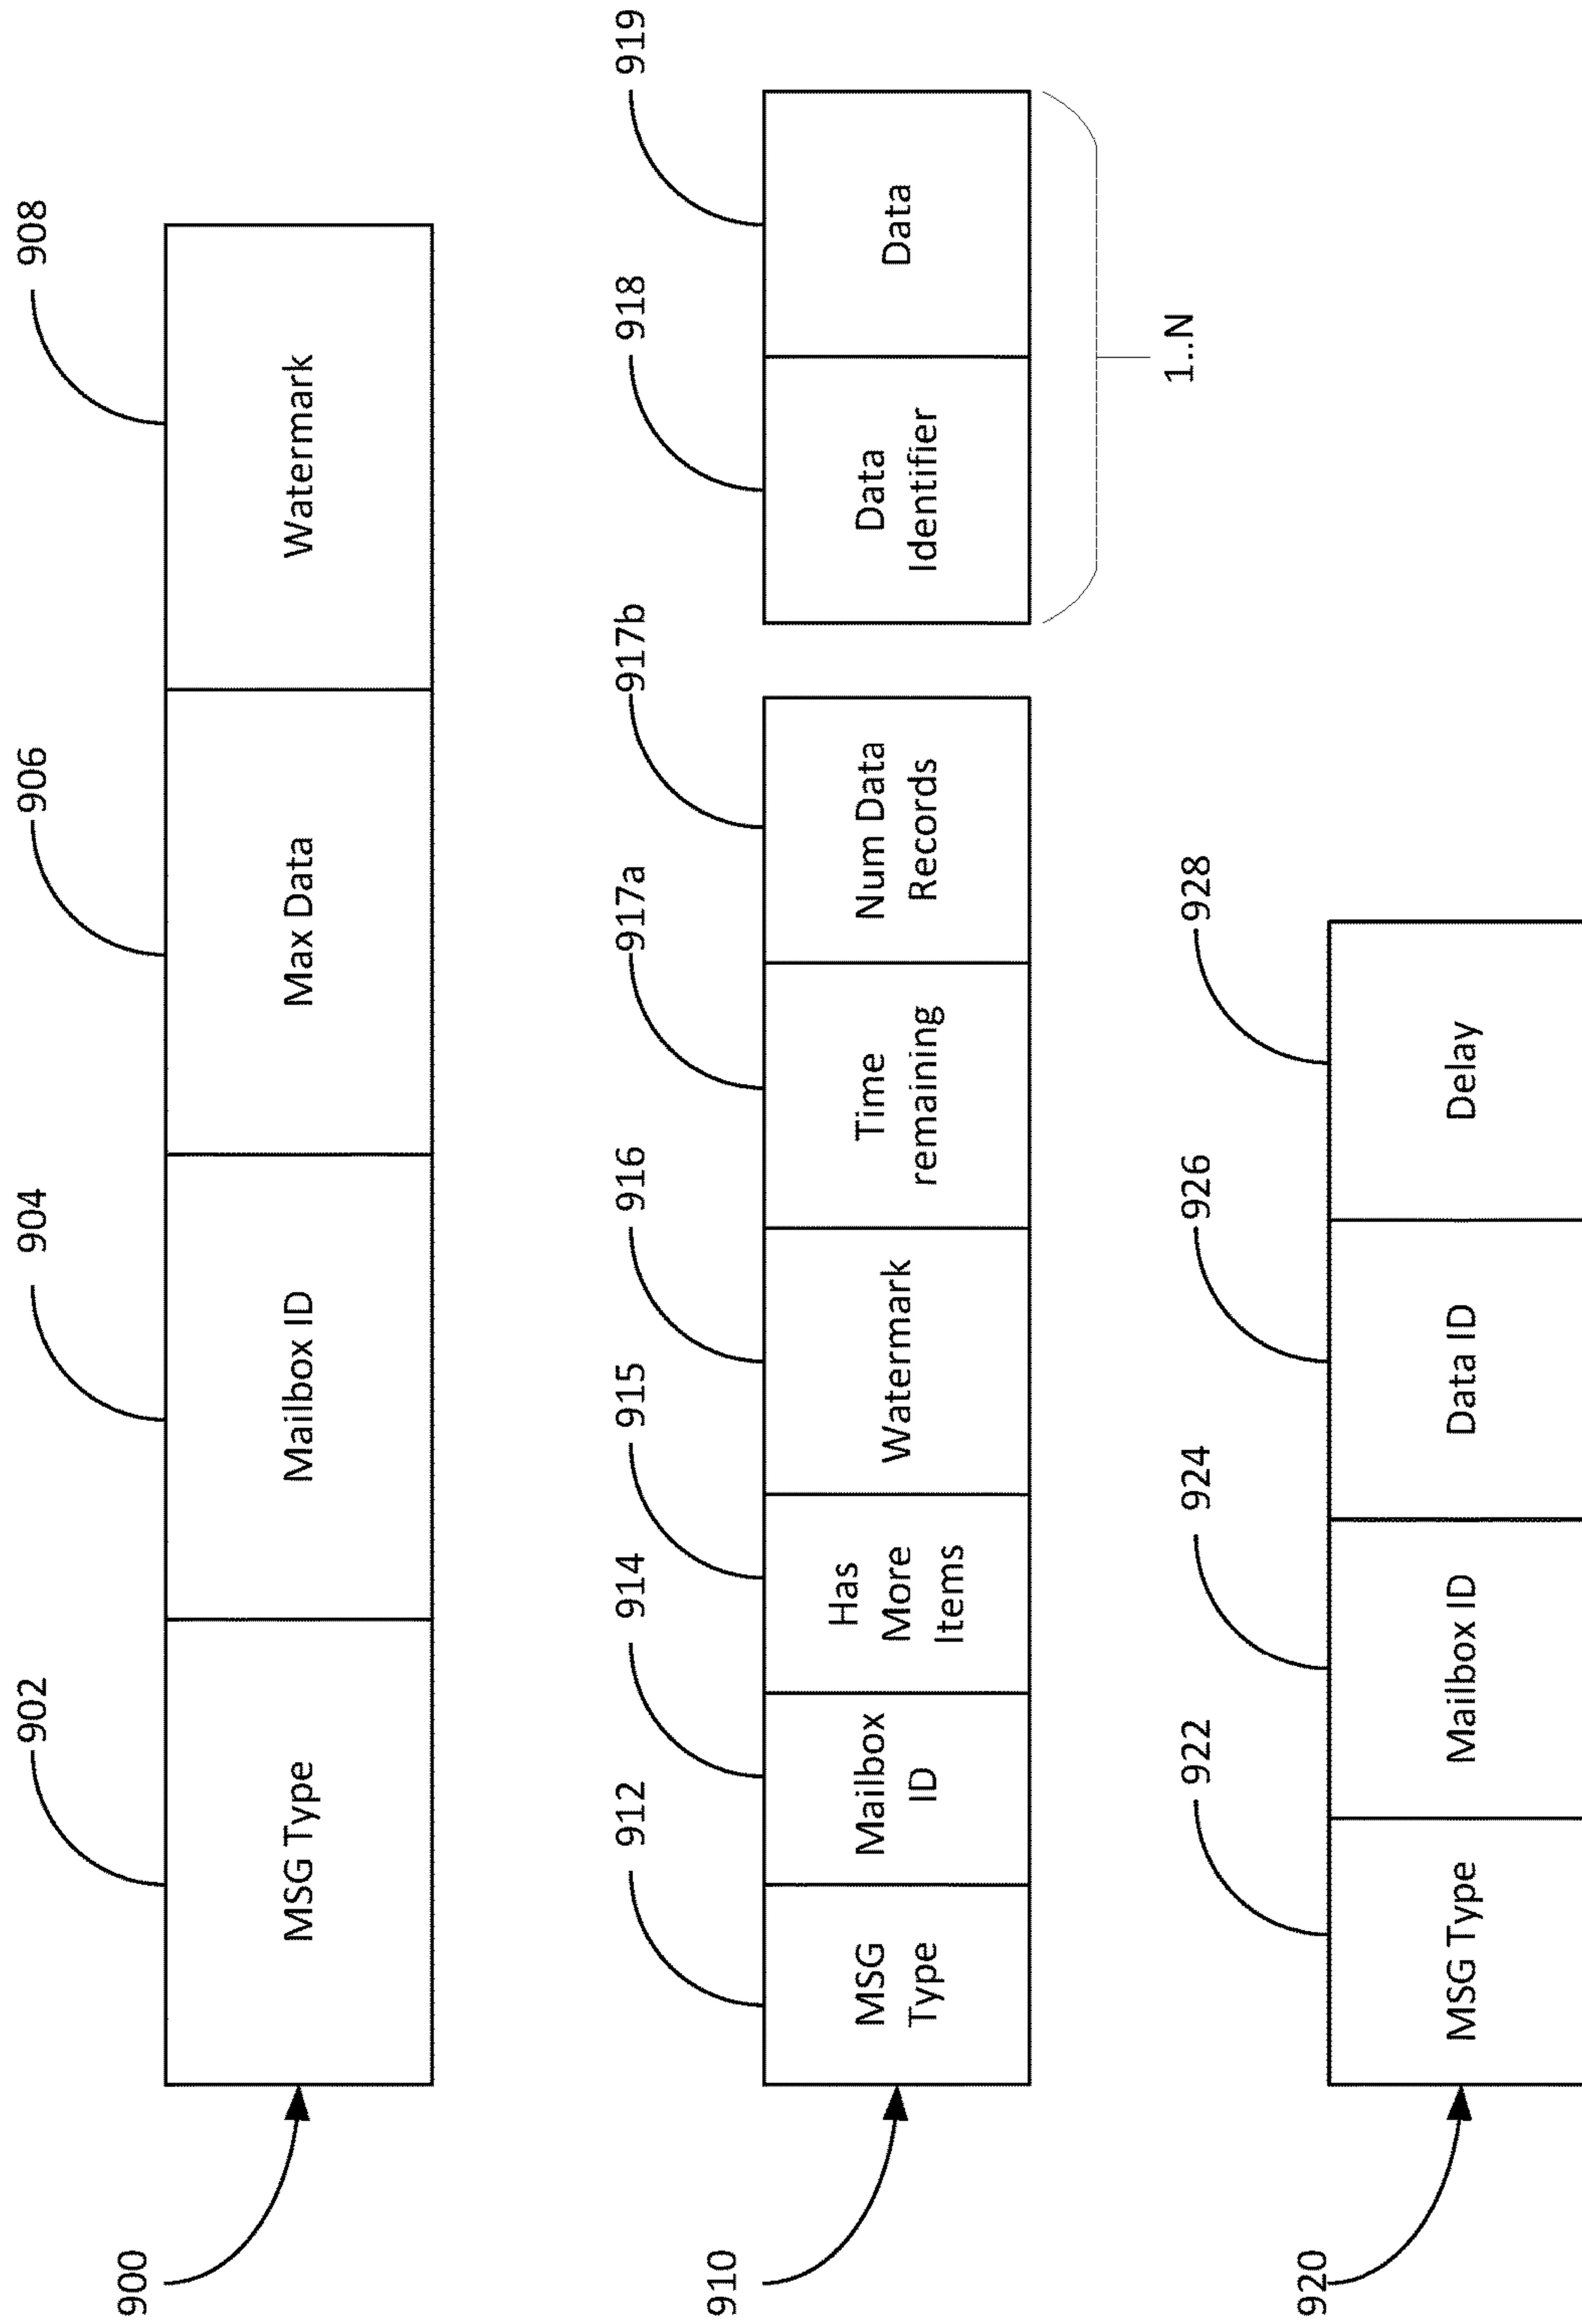 902
904
906
908
MSG Type
Mailbox ID
Max Data
Watermark
900
912
914
915
916
917a
917b
918
919
MSG
Type
Mailbox
ID
Has
More
Items
Watermark
Time
remaining
Num Data
Records
Data
Identifier
Data
910
1..N
922
924
926
928
MSG Type
Mailbox ID
Data ID
Delay
920